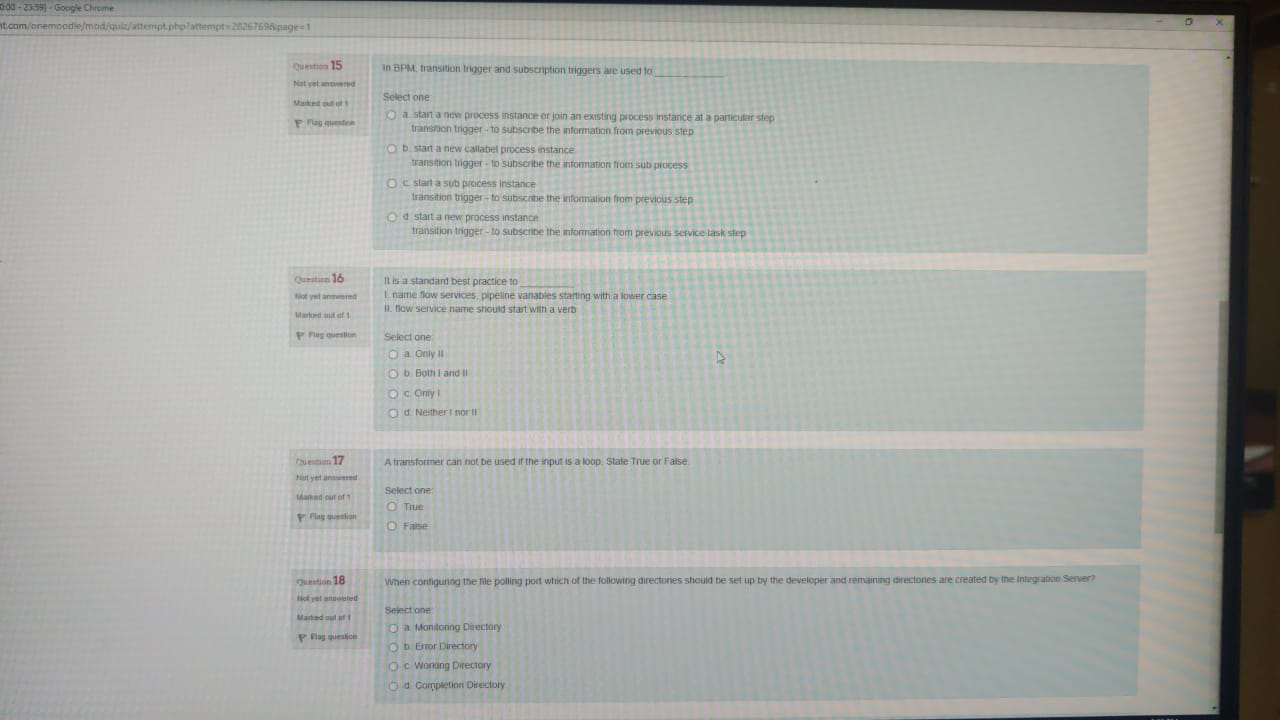 0:00 - 23:59] - Google Chrome
nt.com/onemoodle/mod/quiz/attempt.php?attempt=2826769&page=1
Question 15
Not yet answered
Marked out of 1
Flag question
In BPM, transition trigger and subscription triggers are used to ____________
Select one:
a. start a new process instance or join an existing process instance at a particular step
transition trigger - to subscribe the information from previous step
b. start a new callabel process instance
transition trigger - to subscribe the information from sub process
c. start a sub process instance
transition trigger - to subscribe the information from previous step
d. start a new process instance
transition trigger - to subscribe the information from previous service task step
Question 16
Not yet answered
Marked out of 1
Flag question
It is a standard best practice to _________
I. name flow services, pipeline variables starting with a lower case
II. flow service name should start with a verb
Select one:
a. Only II
b. Both I and II
c. Only I
d. Neither I nor II
Question 17
Not yet answered
Marked out of 1
Flag question
A transformer can not be used if the input is a loop. State True or False.
Select one:
True
False
Question 18
Not yet answered
Marked out of 1
Flag question
When configuring the file polling port which of the following directories should be set up by the developer and remaining directories are created by the Integration Server?
Select one:
a. Monitoring Directory
b. Error Directory
c. Working Directory
d. Completion Directory